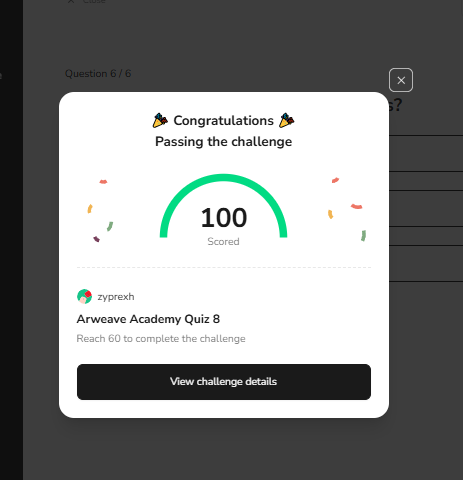 Close
Question 6 / 6
s?
Congratulations
Passing the challenge
100
Scored
zyprexh
Arweave Academy Quiz 8
Reach 60 to complete the challenge
View challenge details